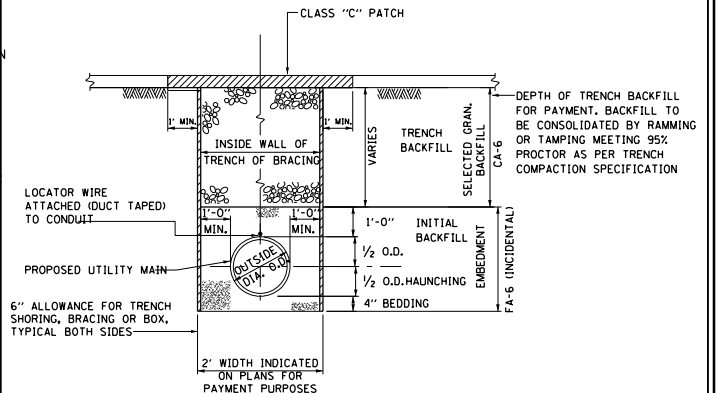 CLASS "C" PATCH
N
DEPTH OF TRENCH BACKFILL
FOR PAYMENT. BACKFILL TO
BE CONSOLIDATED BY RAMMING
OR TAMPING MEETING 95%
PROCTOR AS PER TRENCH
COMPACTION SPECIFICATION
1' MIN.
1' MIN.
INSIDE WALL OF
TRENCH OF BRACING
VARIES
TRENCH
BACKFILL
SELECTED GRAN.
BACKFILL
CA-6
LOCATOR WIRE
ATTACHED (DUCT TAPED)
TO CONDUIT
1'-0"
MIN.
1'-0"
MIN.
1'-0" INITIAL
BACKFILL
1/2 O.D.
1/2 O.D.HAUNCHING
4" BEDDING
EMBEDMENT
FA-6 (INCIDENTAL)
OUTSIDE
DIA. O.D.
PROPOSED UTILITY MAIN
6" ALLOWANCE FOR TRENCH
SHORING, BRACING OR BOX,
TYPICAL BOTH SIDES
2' WIDTH INDICATED
ON PLANS FOR
PAYMENT PURPOSES